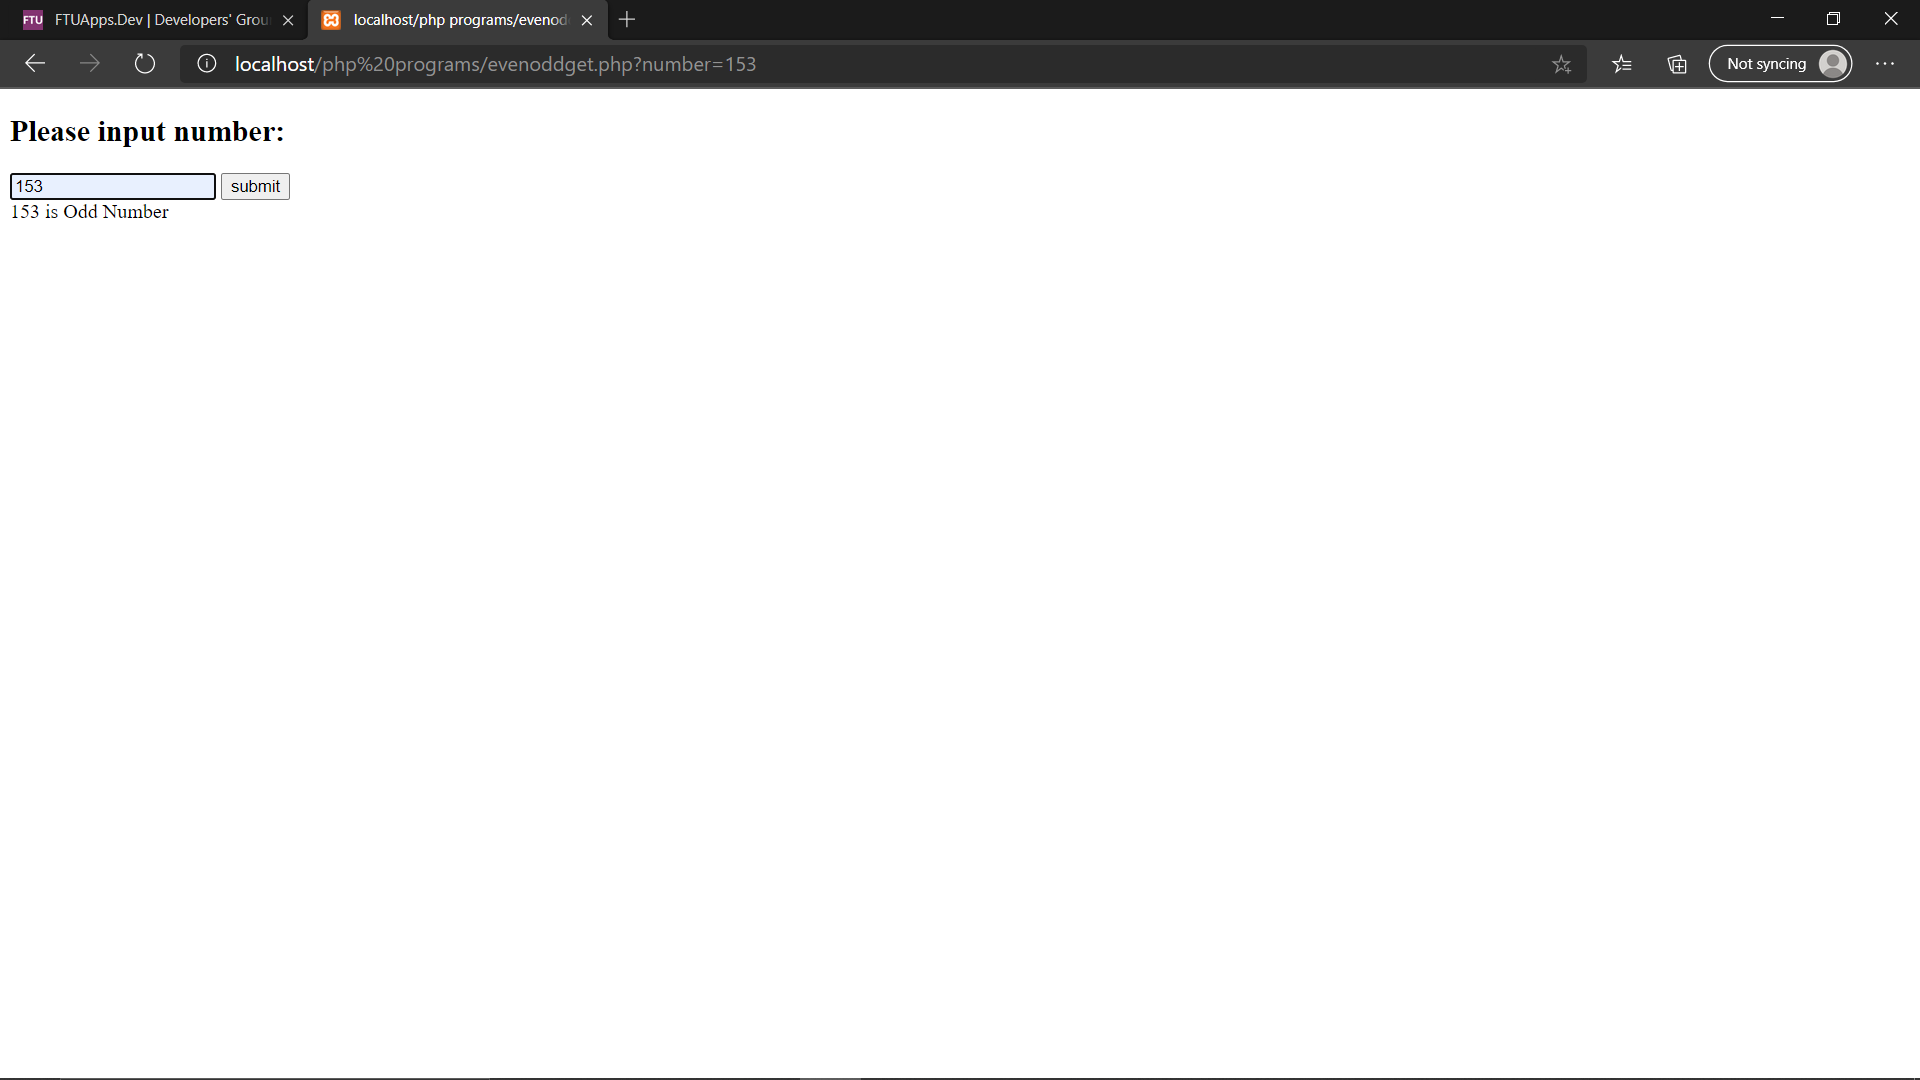 FTU FTUApps.Dev | Developers' Grou
localhost/php programs/evenod
localhost/php%20programs/evenoddget.php?number=153
Not syncing
Please input number:
153 submit
153 is Odd Number